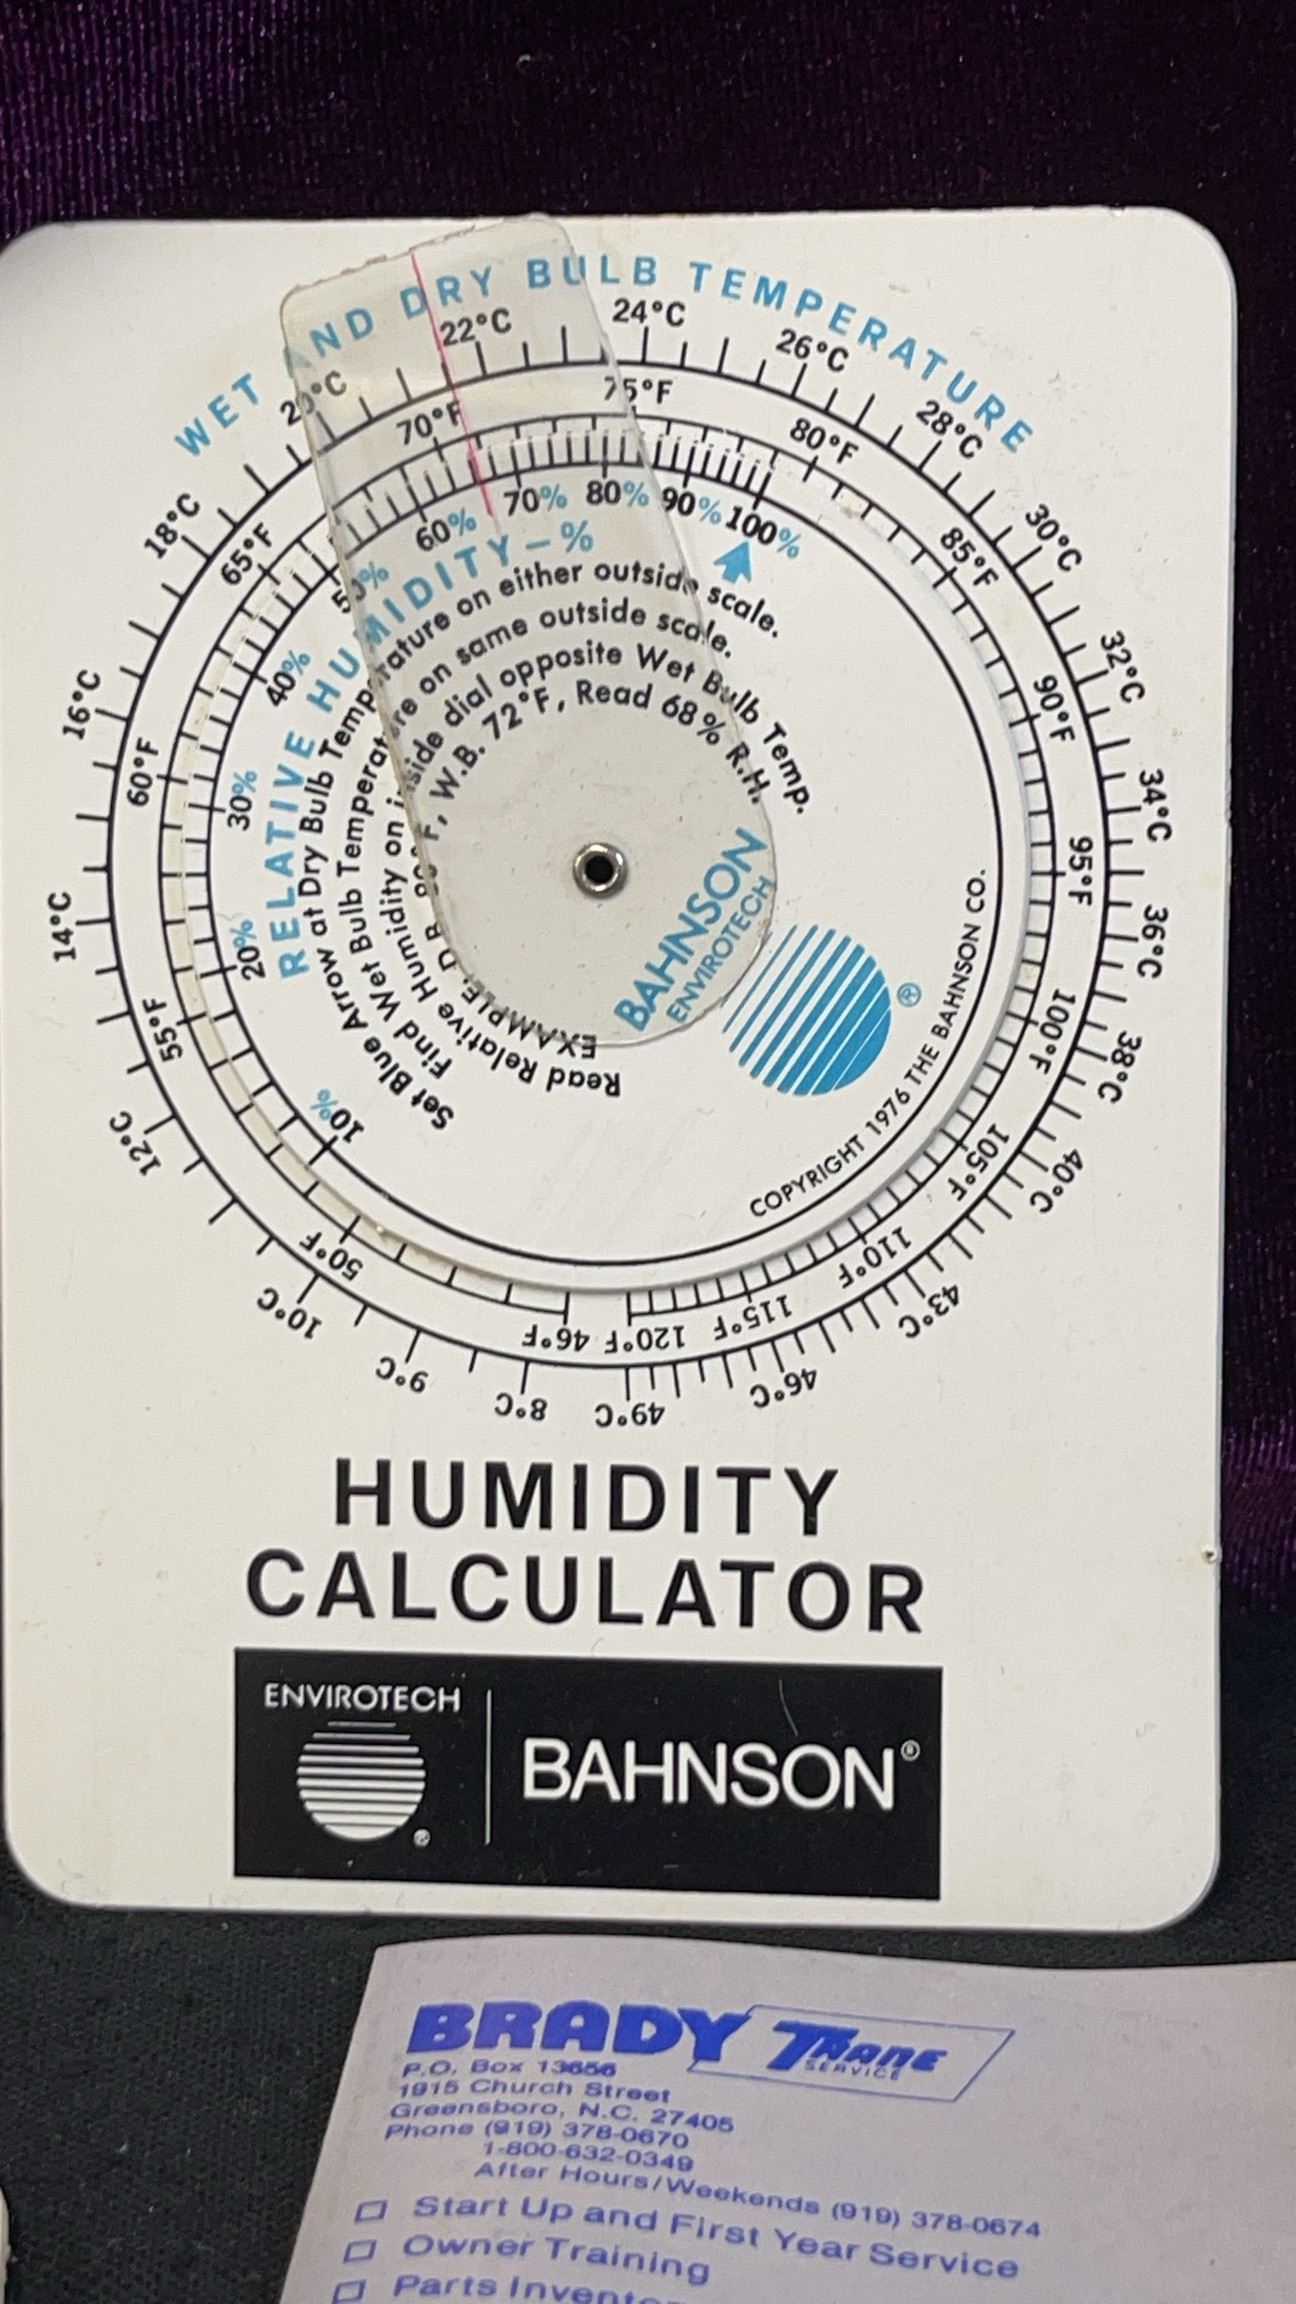 WET AND DRY BULB TEMPERATURE
8°C
9°C
10°C
12°C
14°C
16°C
18°C
20°C
22°C
24°C
26°C
28°C
30°C
32°C
34°C
36°C
38°C
40°C
43°C
46°C
49°C
46°F
50°F
55°F
60°F
65°F
70°F
75°F
80°F
85°F
90°F
95°F
100°F
105°F
110°F
115°F
120°F
10%
20%
30%
40%
50%
60%
70%
80%
90%
100%
RELATIVE HUMIDITY - %
Set Blue Arrow at Dry Bulb Temperature on either outside scale.
Find Wet Bulb Temperature on same outside scale.
Read Relative Humidity on inside dial opposite Wet Bulb Temp.
EXAMPLE, D.B. 80°F, W.B. 72°F, Read 68% R.H.
BAHNSON
ENVIROTECH
®
COPYRIGHT 1976 THE BAHNSON CO.
HUMIDITY
CALCULATOR
ENVIROTECH
®
BAHNSON®
BRADY TRANE
SERVICE
P.O. Box 13656
1915 Church Street
Greensboro, N.C. 27405
Phone (919) 378-0670
1-800-632-0349
After Hours/Weekends (919) 378-0674
Start Up and First Year Service
Owner Training
Parts